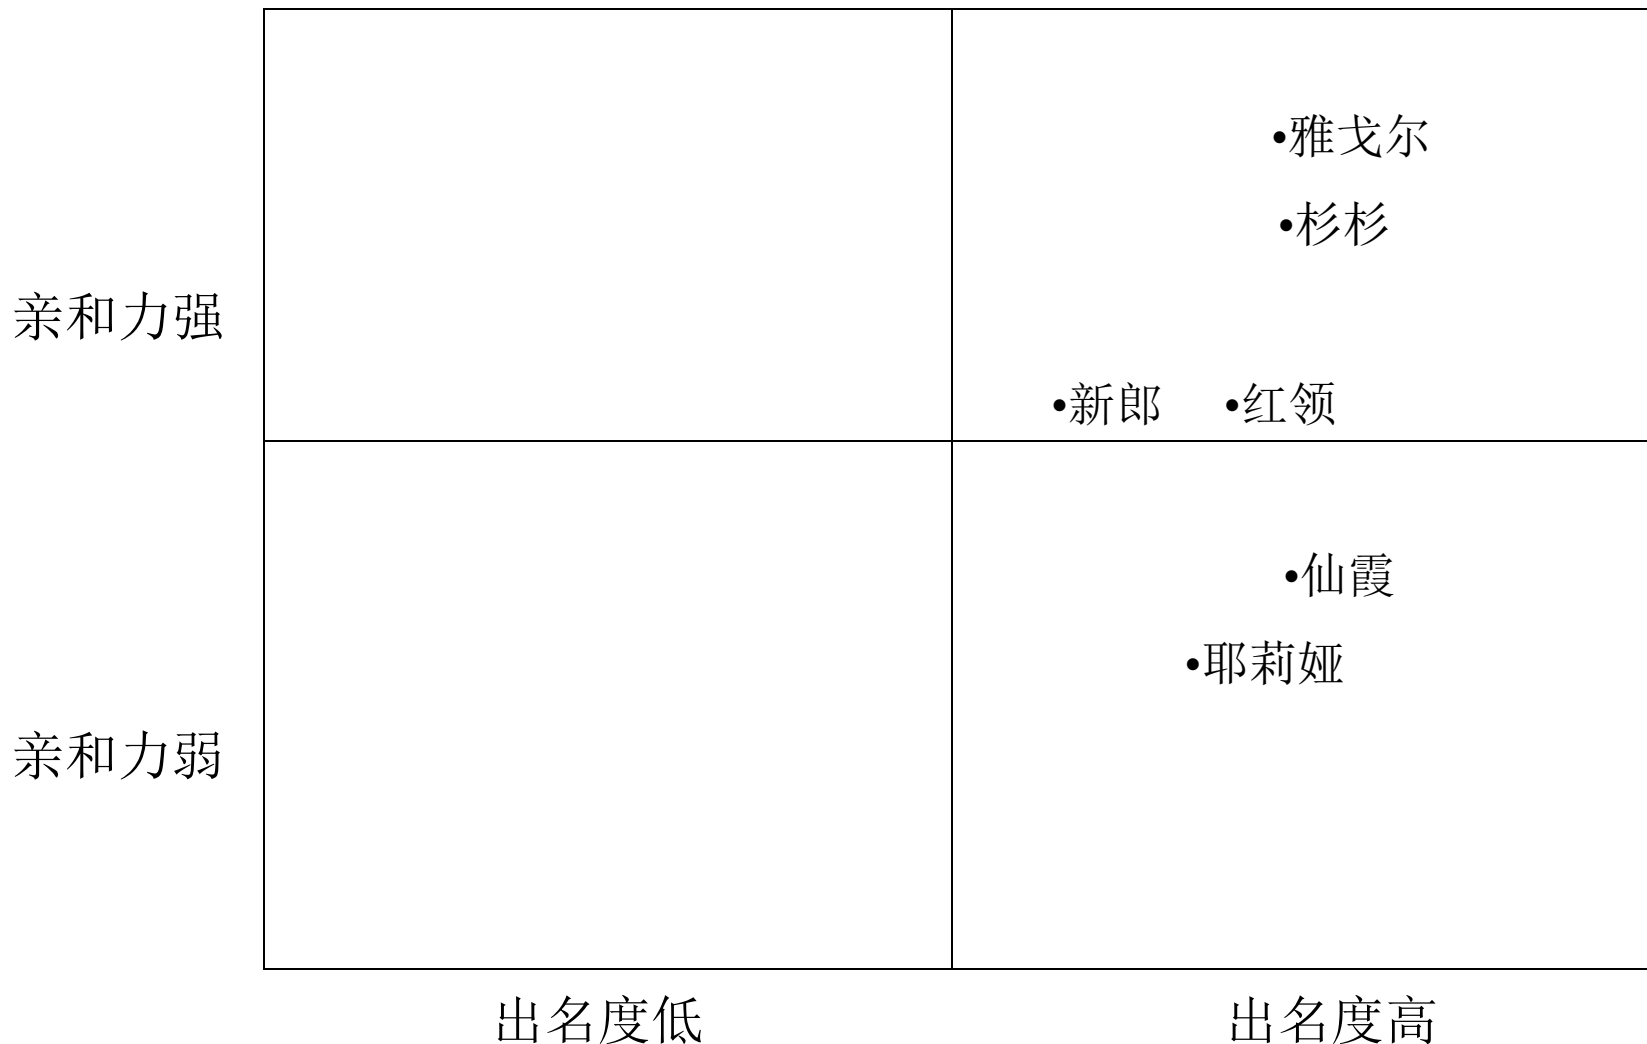 •雅戈尔
•杉杉
亲和力强
•新郎 •红领
•仙霞
•耶莉娅
亲和力弱
出名度低 出名度高